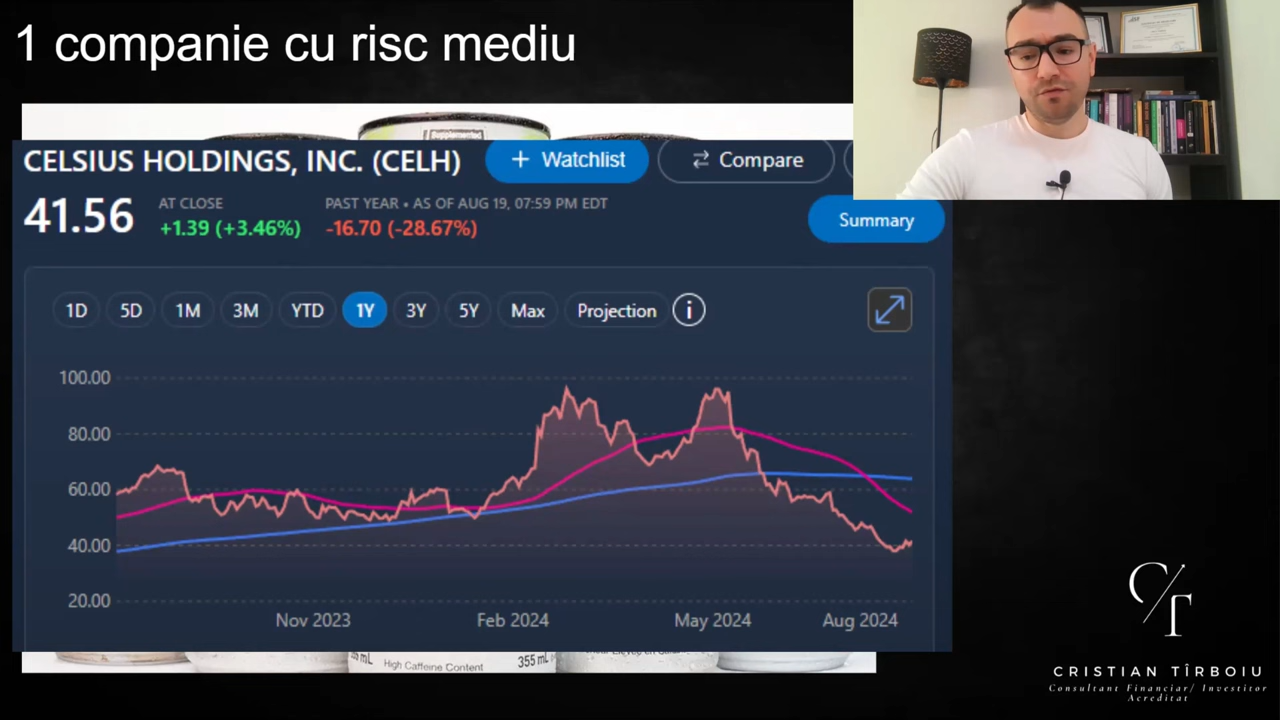 1 companie cu risc mediu
Supplemented
CELSIUS HOLDINGS, INC. (CELH)
+ Watchlist
Compare
41.56
AT CLOSE
+1.39 (+3.46%)
PAST YEAR • AS OF AUG 19, 07:59 PM EDT
-16.70 (-28.67%)
Summary
1D 5D 1M 3M YTD 1Y 3Y 5Y Max Projection i
100.00
80.00
60.00
40.00
20.00
Nov 2023 Feb 2024 May 2024 Aug 2024
High Caffeine Content
355 mL
CT
CRISTIAN TÎRBOIU
Consultant Financiar/ Investitor
Acreditat